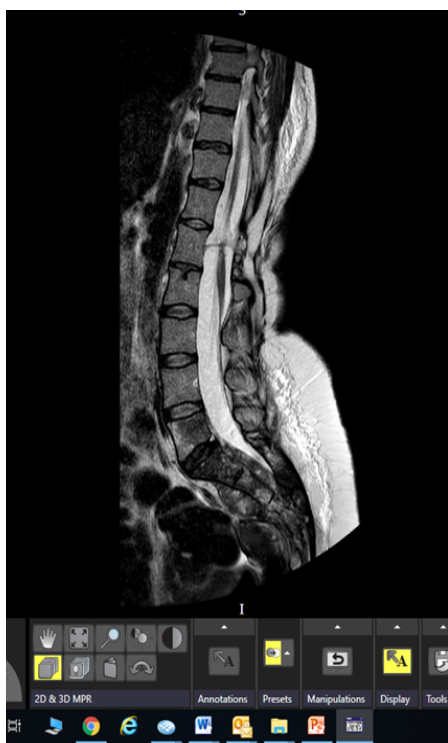 S
I
2D & 3D MPR
Annotations
Presets
Manipulations
Display
Tools